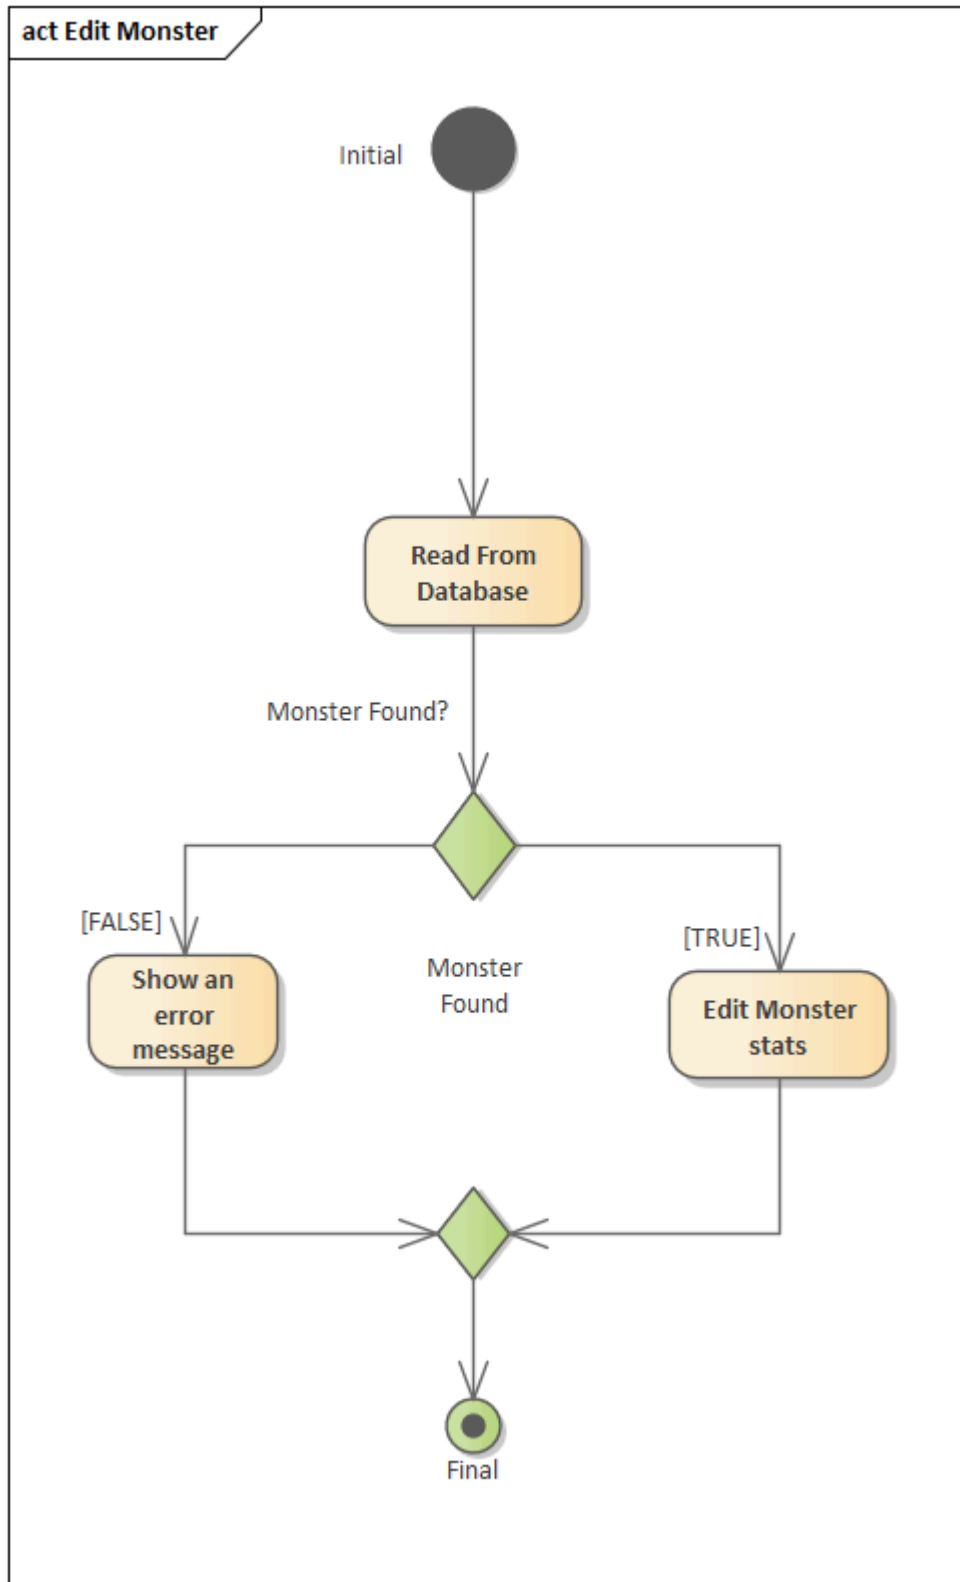 act Edit Monster
Initial
Read From
Database
Monster Found?
[FALSE]
[TRUE]
Show an
error
message
Monster
Found
Edit Monster
stats
Final